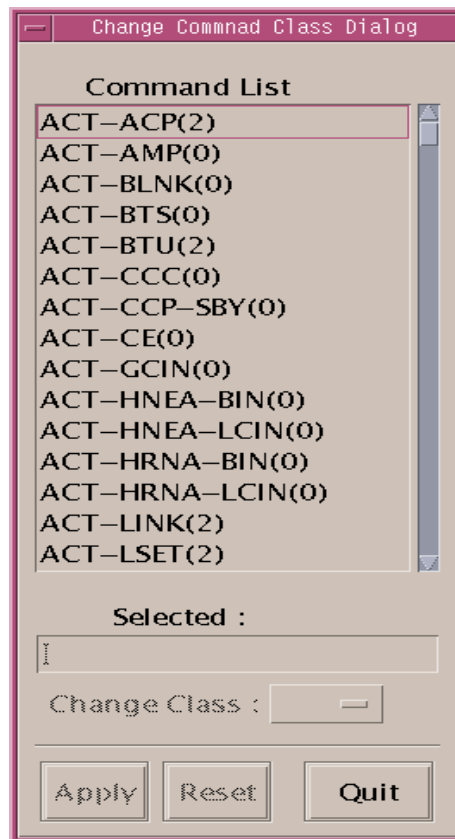 Change Commnad Class Dialog
Command List
ACT-ACP(2)
ACT-AMP(0)
ACT-BLNK(0)
ACT-BTS(0)
ACT-BTU(2)
ACT-CCC(0)
ACT-CCP-SBY(0)
ACT-CE(0)
ACT-GCIN(0)
ACT-HNEA-BIN(0)
ACT-HNEA-LCIN(0)
ACT-HRNA-BIN(0)
ACT-HRNA-LCIN(0)
ACT-LINK(2)
ACT-LSET(2)
Selected :
Change Class :
Apply Reset Quit